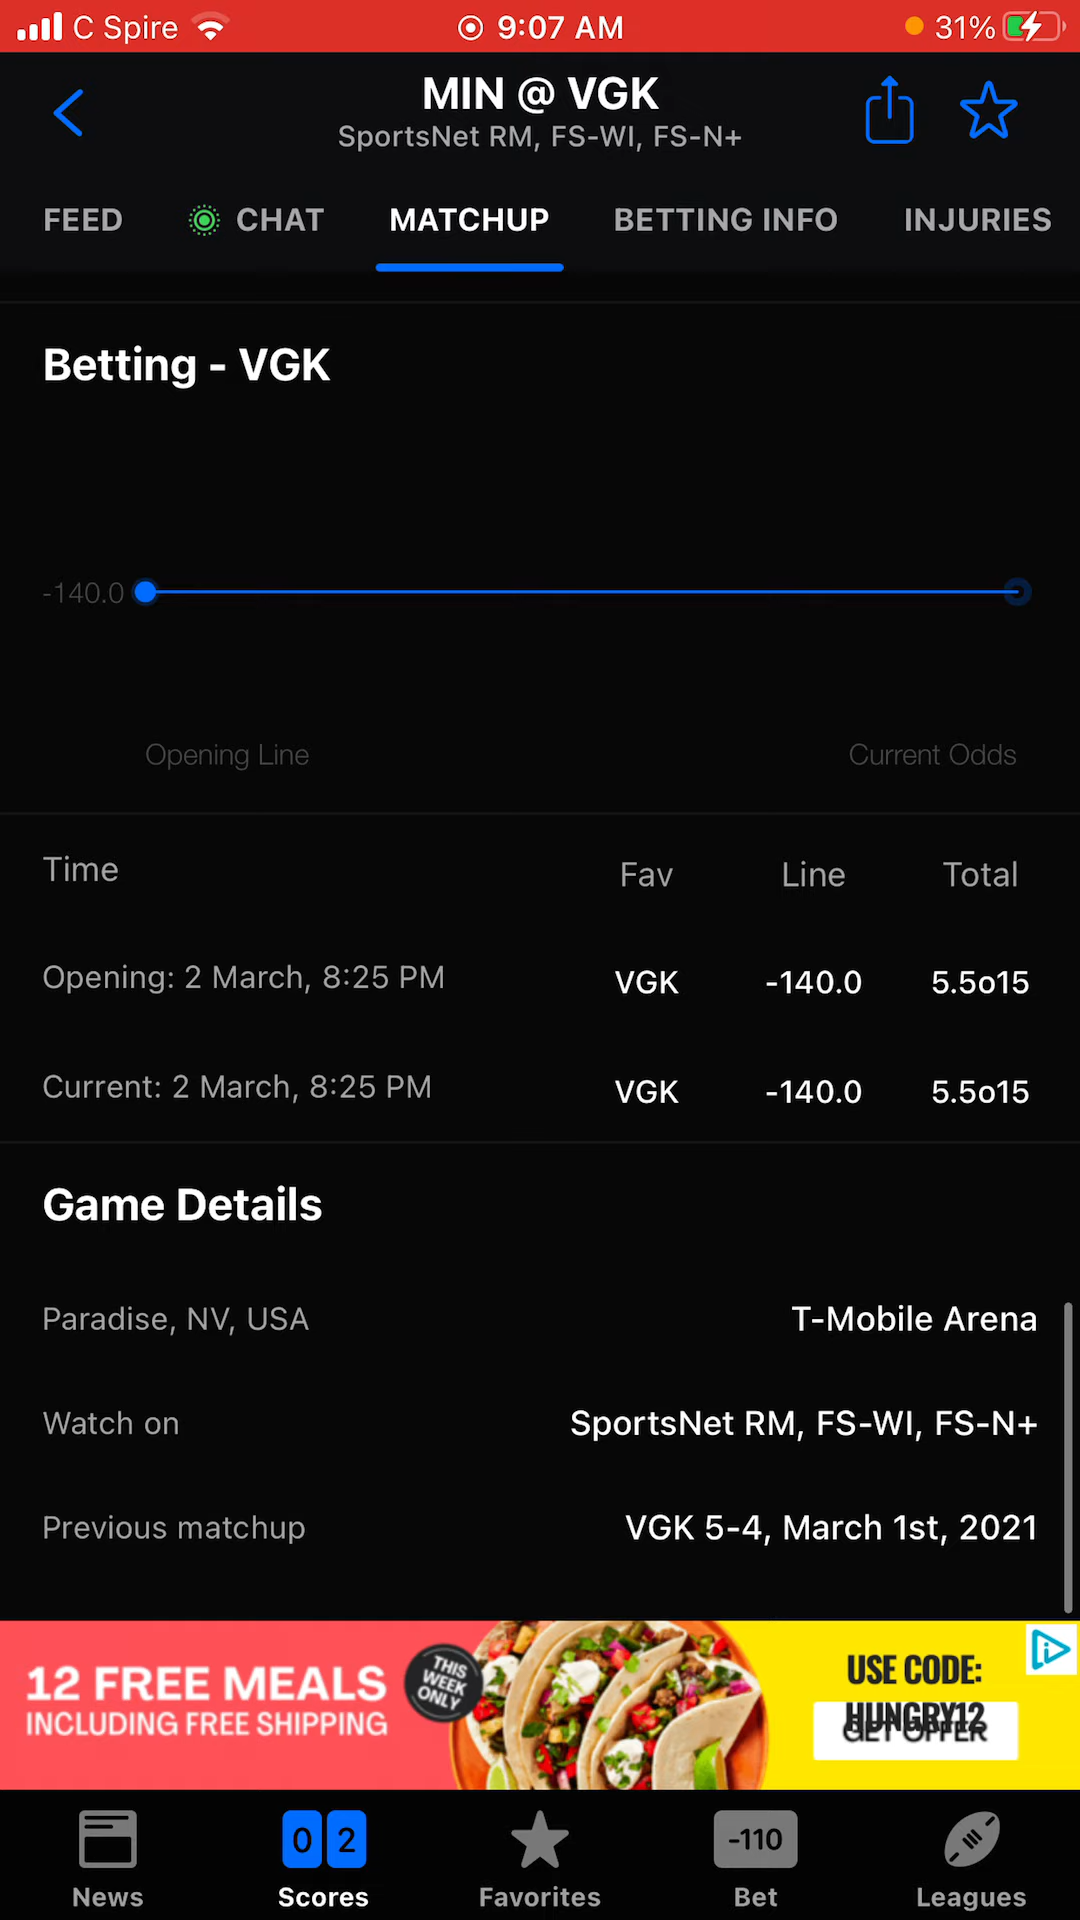 C Spire 9:07 AM 31%
MIN @ VGK
SportsNet RM, FS-WI, FS-N+
FEED CHAT MATCHUP BETTING INFO INJURIES
Betting - VGK
-140.0
Opening Line Current Odds
Time Fav Line Total
Opening: 2 March, 8:25 PM VGK -140.0 5.5o15
Current: 2 March, 8:25 PM VGK -140.0 5.5o15
Game Details
Paradise, NV, USA T-Mobile Arena
Watch on SportsNet RM, FS-WI, FS-N+
Previous matchup VGK 5-4, March 1st, 2021
12 FREE MEALS
INCLUDING FREE SHIPPING
THIS
WEEK
ONLY
USE CODE:
HUNGRY12
GET OFFER
0 2 -110
News Scores Favorites Bet Leagues